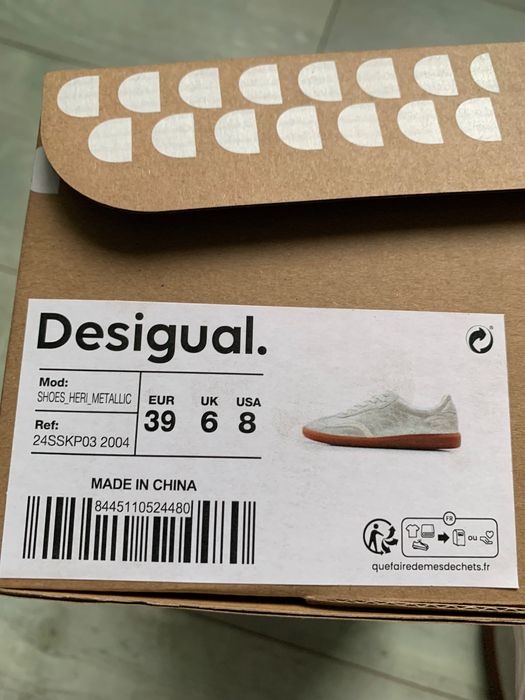 Desigual.
Mod:
SHOES_HERI_METALLIC
Ref:
24SSKP03 2004
EUR UK USA
39 6 8
MADE IN CHINA
8445110524480
FR
OU
quefairedemesdechets.fr